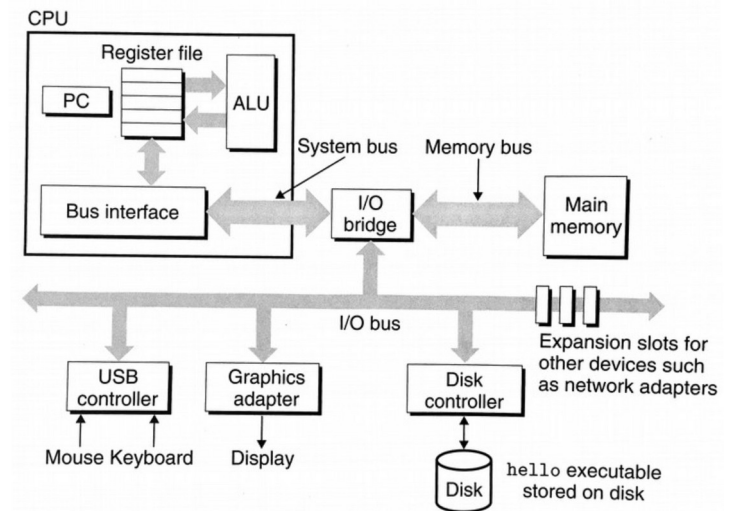 CPU
Register file
PC
ALU
System bus
Memory bus
Bus interface
I/O
bridge
Main
memory
I/O bus
Expansion slots for
other devices such
as network adapters
USB
controller
Graphics
adapter
Disk
controller
Mouse Keyboard
Display
Disk
hello executable
stored on disk